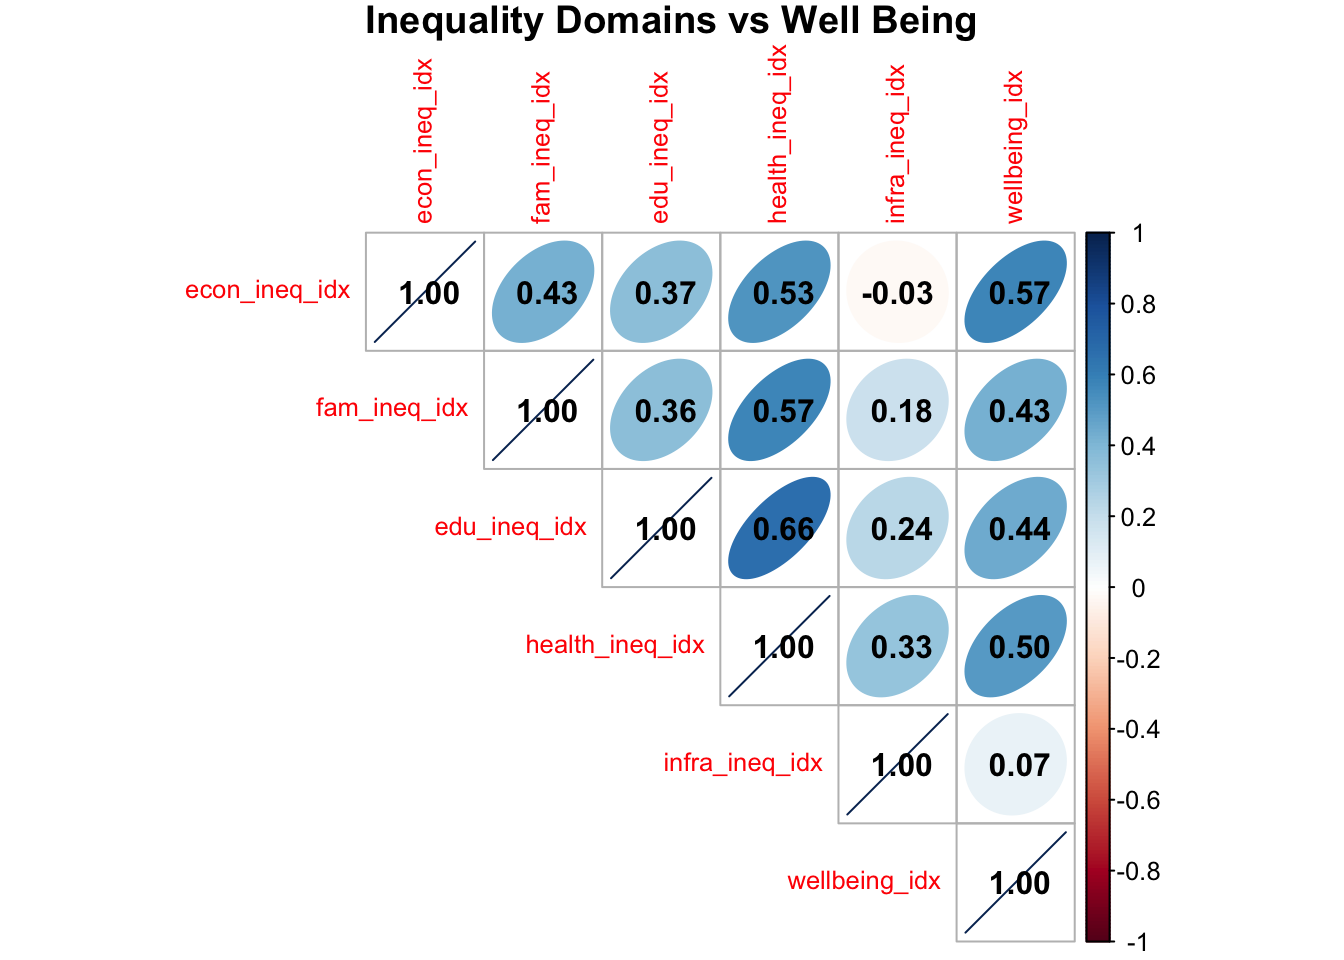 Inequality Domains vs Well Being
econ_ineq_idx
fam_ineq_idx
edu_ineq_idx
health_ineq_idx
infra_ineq_idx
wellbeing_idx
econ_ineq_idx 1.00 0.43 0.37 0.53 -0.03 0.57
fam_ineq_idx 1.00 0.36 0.57 0.18 0.43
edu_ineq_idx 1.00 0.66 0.24 0.44
health_ineq_idx 1.00 0.33 0.50
infra_ineq_idx 1.00 0.07
wellbeing_idx 1.00
1
0.8
0.6
0.4
0.2
0
-0.2
-0.4
-0.6
-0.8
-1